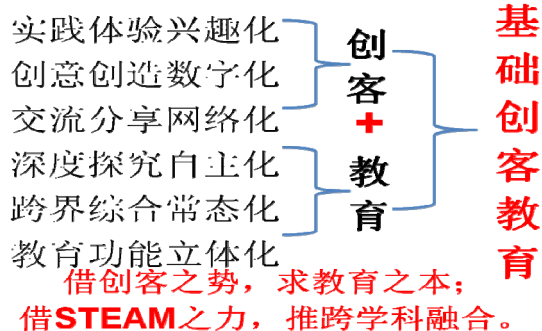 实践体验兴趣化
创意创造数字化
交流分享网络化
深度探究自主化
跨界综合常态化
教育功能立体化
创客
+
教育
基础创客教育
借创客之势，求教育之本；
借STEAM之力，推跨学科融合。